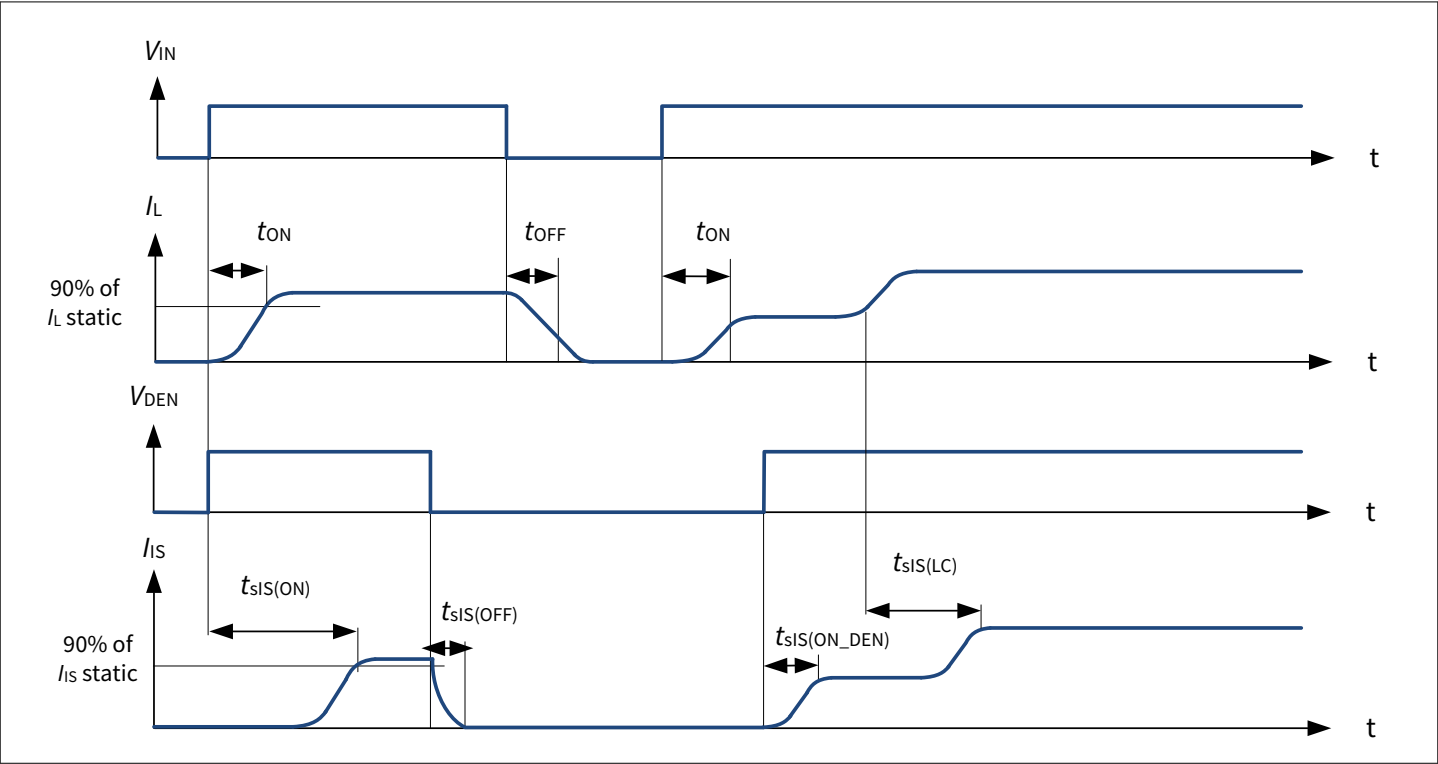 VIN
t
IL
tON
tOFF
tON
90% of
IL static
t
VDEN
t
IIS
tsIS(ON)
tsIS(OFF)
tsIS(LC)
tsIS(ON_DEN)
90% of
IIS static
t